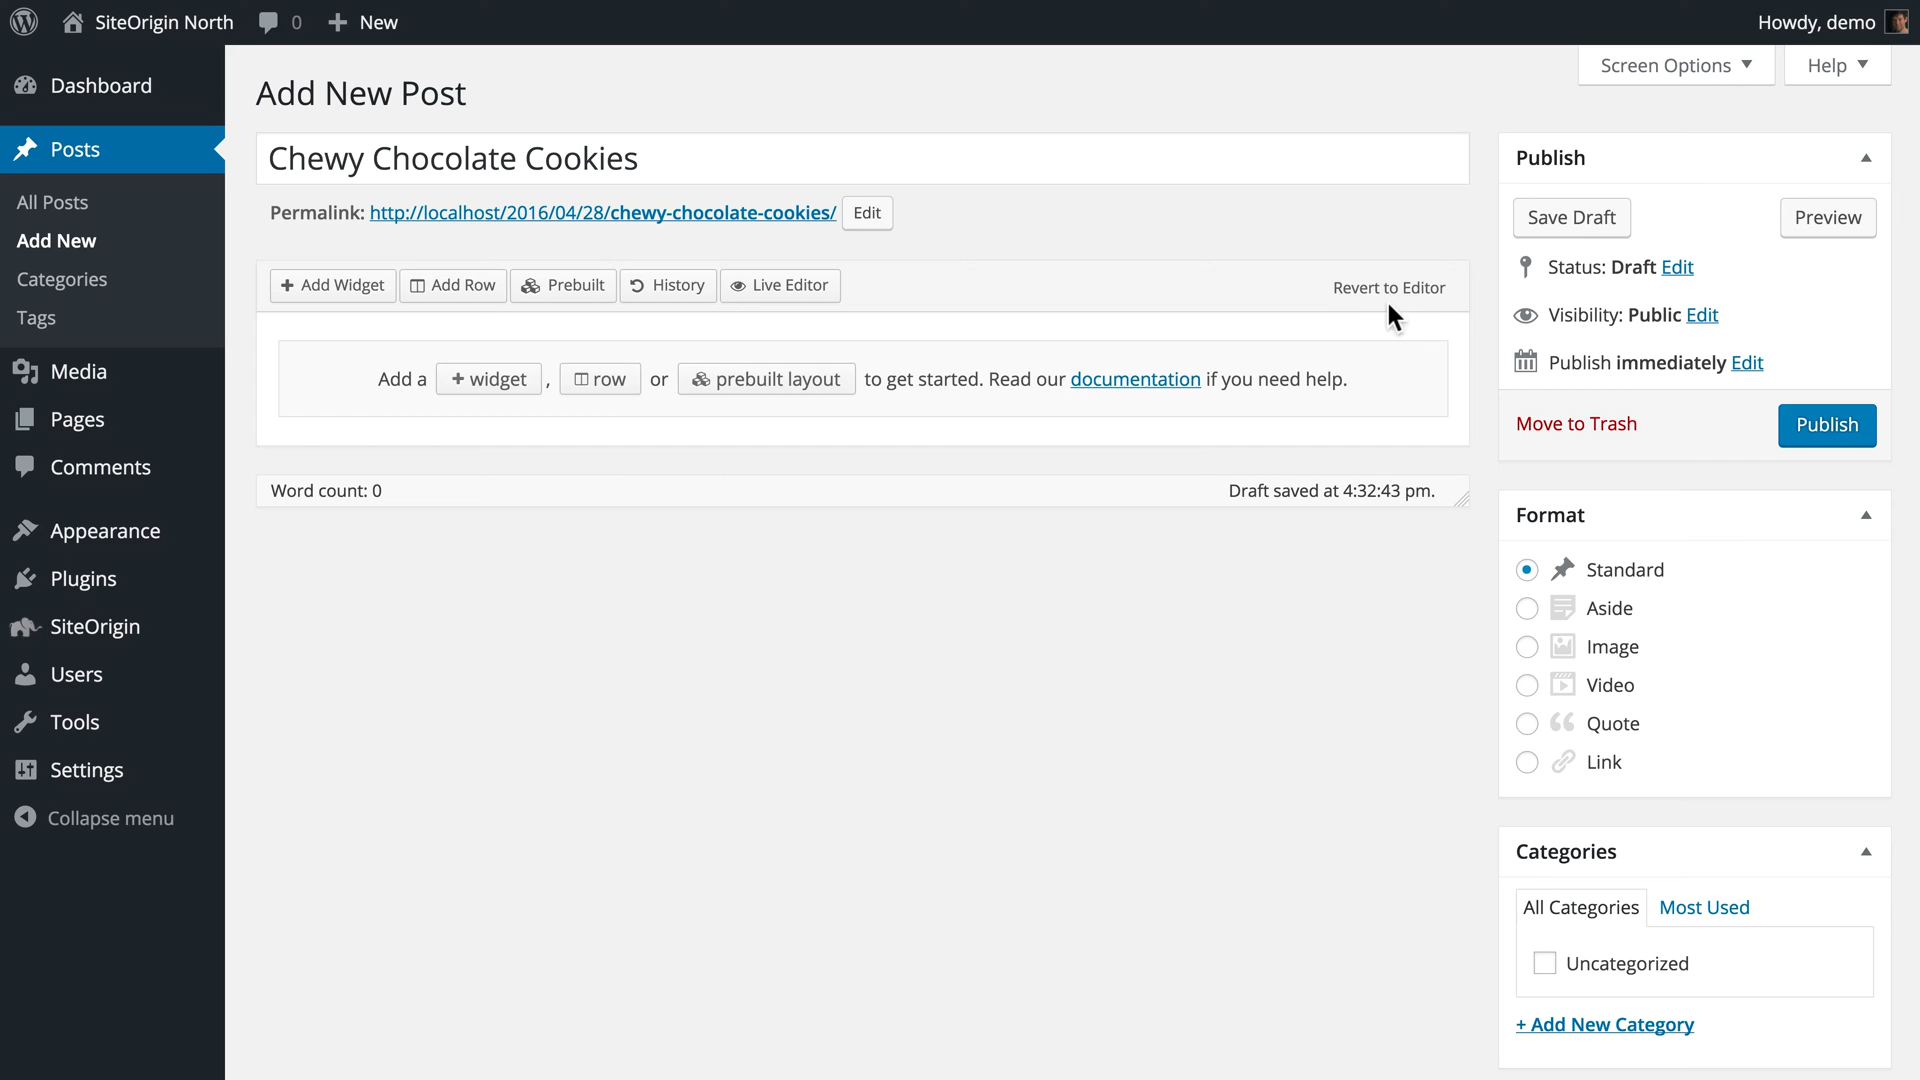 SiteOrigin North 0 New Howdy, demo
Screen Options Help
Dashboard
Posts
All Posts
Add New
Categories
Tags
Media
Pages
Comments
Appearance
Plugins
SiteOrigin
Users
Tools
Settings
Collapse menu
Add New Post
Chewy Chocolate Cookies
Permalink: http://localhost/2016/04/28/chewy-chocolate-cookies/ Edit
Add Widget Add Row Prebuilt History Live Editor Revert to Editor
Add a + widget , row or prebuilt layout to get started. Read our documentation if you need help.
Word count: 0 Draft saved at 4:32:43 pm.
Publish
Save Draft Preview
Status: Draft Edit
Visibility: Public Edit
Publish immediately Edit
Move to Trash Publish
Format
Standard
Aside
Image
Video
Quote
Link
Categories
All Categories Most Used
Uncategorized
+ Add New Category